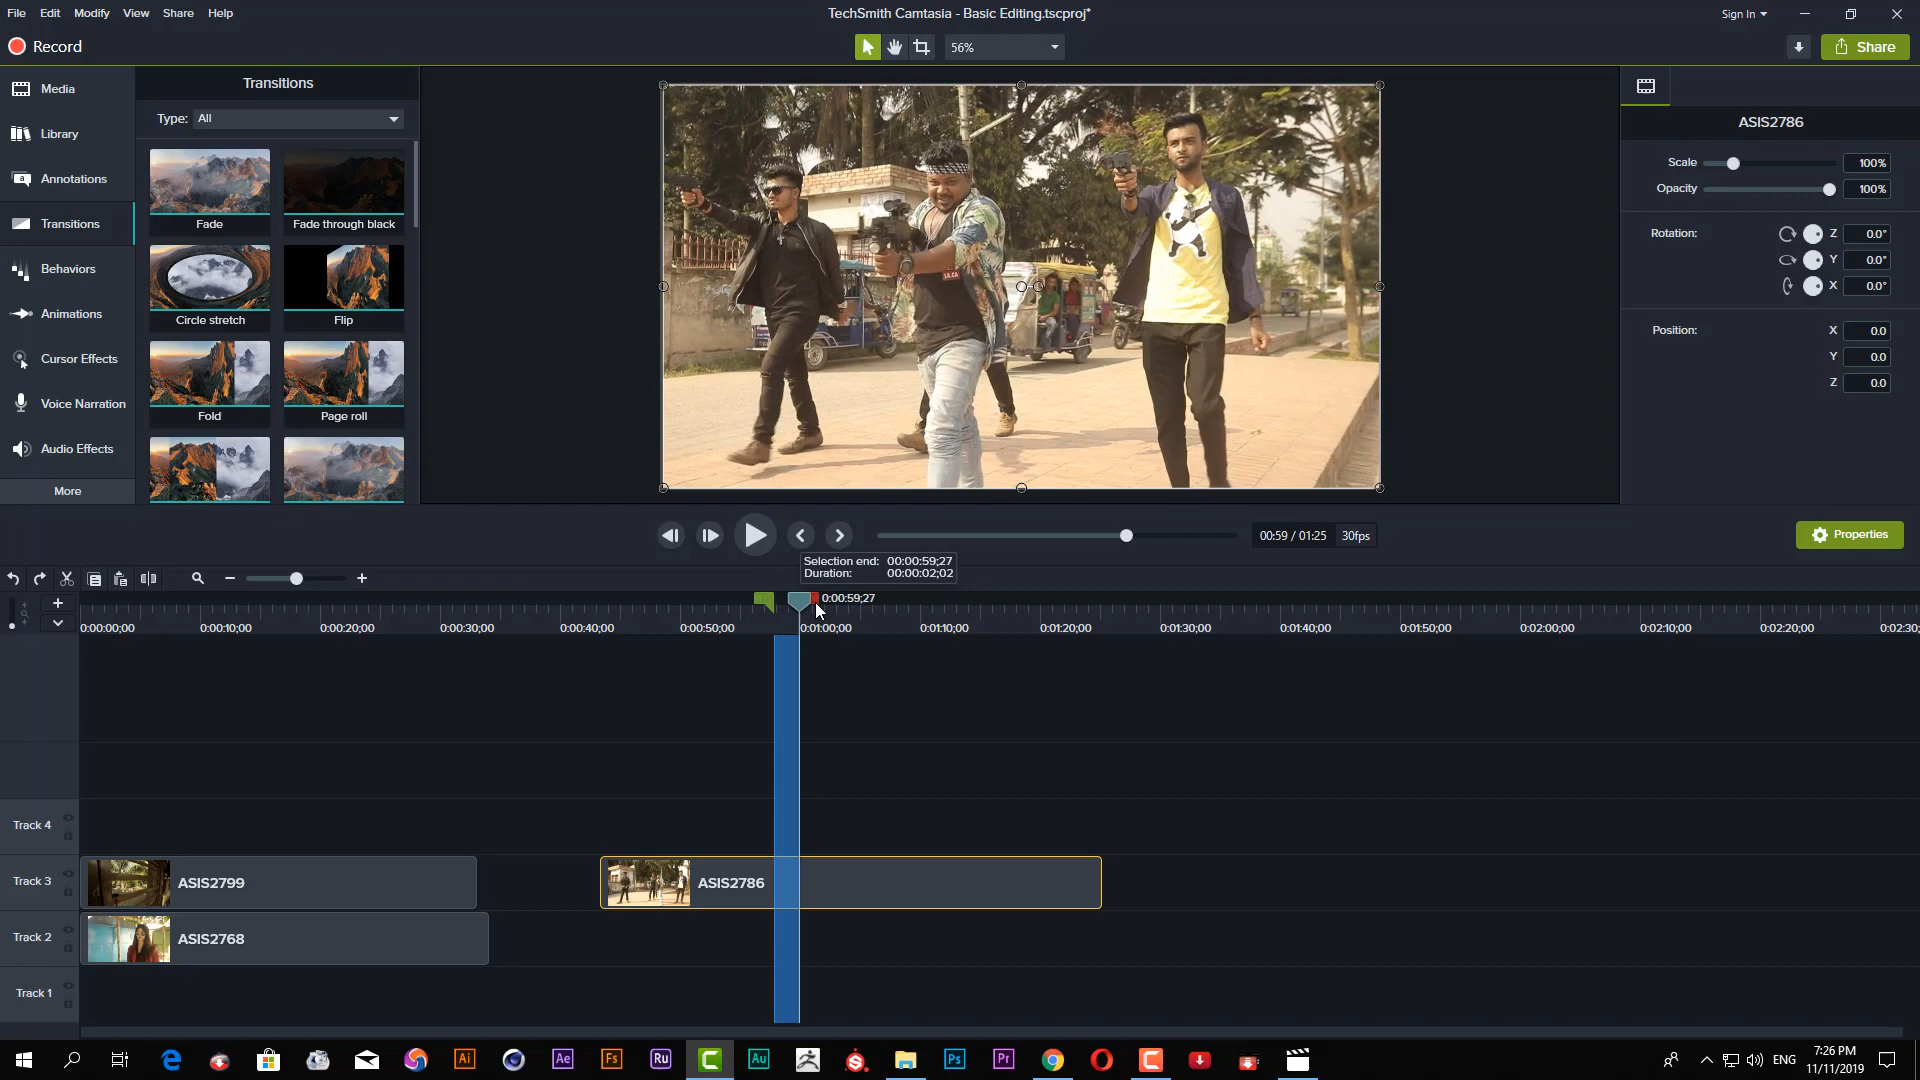 File Edit Modify View Share Help
TechSmith Camtasia - Basic Editing.tscproj*
Sign In
Record
56%
Share
Media
Library
Annotations
Transitions
Behaviors
Animations
Cursor Effects
Voice Narration
Audio Effects
More
Transitions
Type: All
Fade
Fade through black
Circle stretch
Flip
Fold
Page roll
ASIS2786
Scale 100%
Opacity 100%
Rotation: Z 0.0°
Y 0.0°
X 0.0°
Position: X 0.0
Y 0.0
Z 0.0
00:59 / 01:25 30fps
Properties
Selection end: 00:00:59;27
Duration: 00:00:02;02
0:00:59;27
0:00:00;00 0:00:10;00 0:00:20;00 0:00:30;00 0:00:40;00 0:00:50;00 0:01:00;00 0:01:10;00 0:01:20;00 0:01:30;00 0:01:40;00 0:01:50;00 0:02:00;00 0:02:10;00 0:02:20;00 0:02:30;
Track 4
Track 3
ASIS2799
ASIS2786
Track 2
ASIS2768
Track 1
Ai
Ae
Fs
Ru
Au
Ps
Pr
ENG
7:26 PM
11/11/2019